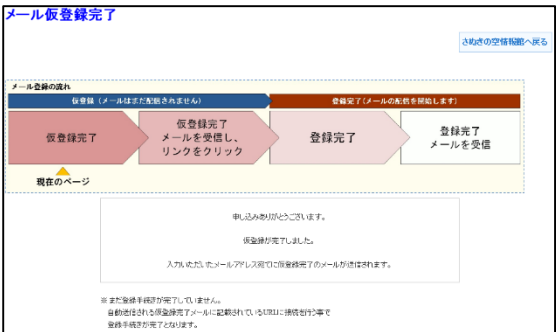 メール仮登録完了
さぬきの空情報館へ戻る
メール登録の流れ
仮登録（メールはまだ配信されません）
登録完了(メールの配信を開始します)
仮登録完了
仮登録完了
メールを受信し、
リンクをクリック
登録完了
登録完了
メールを受信
現在のページ
申し込みありがとうございます。
仮登録が完了しました。
入力いただいたメールアドレス宛てに仮登録完了のメールが送信されます。
※まだ登録手続きが完了していません。
自動送信される仮登録完了メールに記載されているURLに接続を行う事で
登録手続きが完了となります。